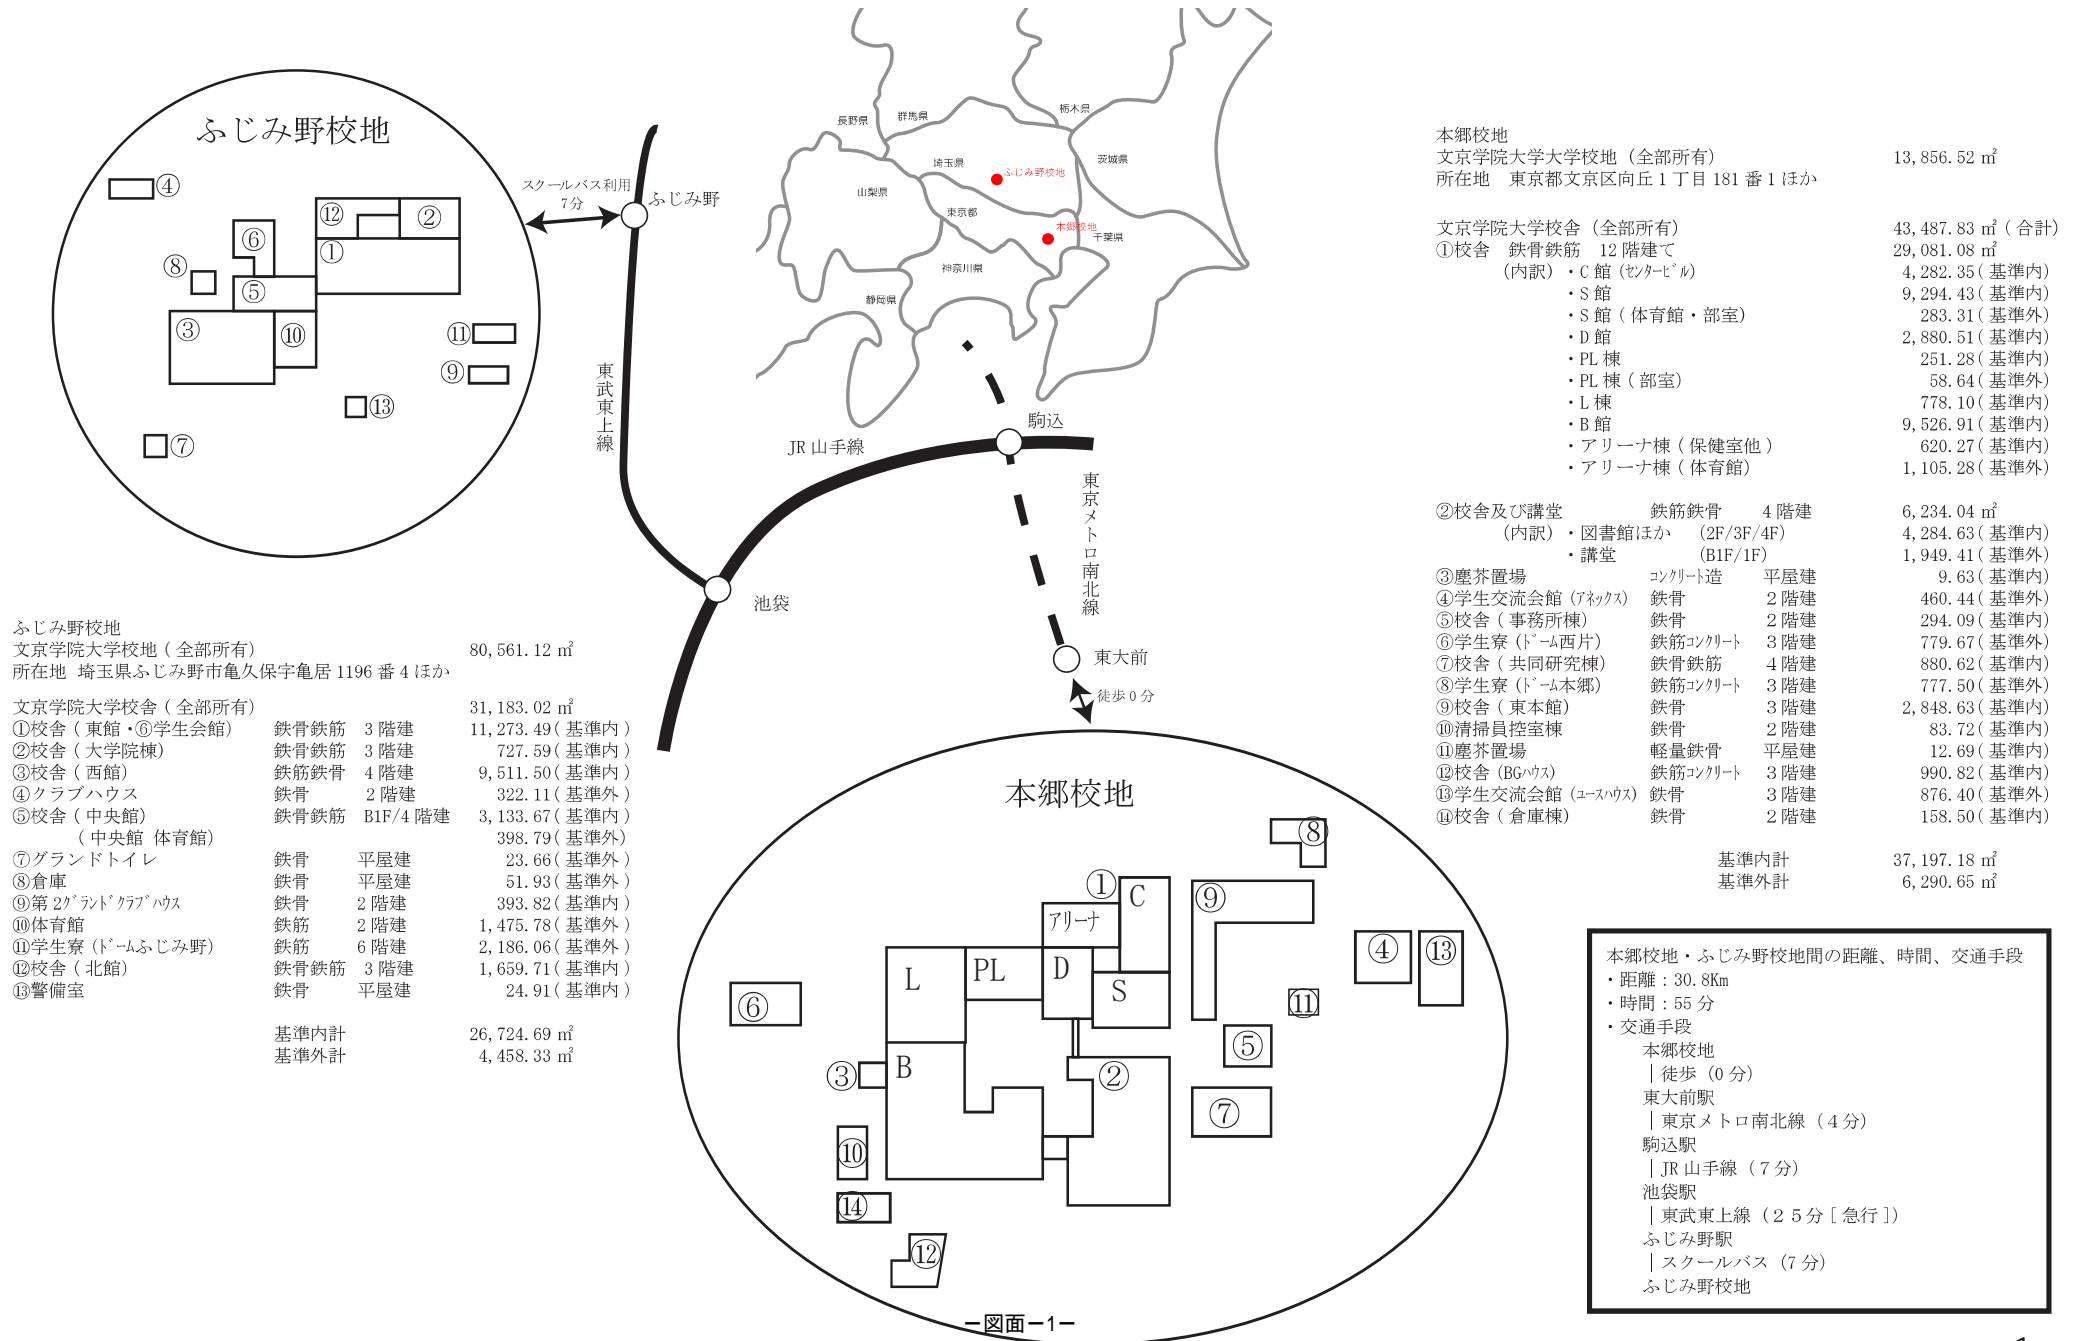 ふじみ野校地
④
⑫
②
⑥
①
⑧
⑤
③
⑩
⑪
⑨
⑬
⑦
スクールバス利用
7分
ふじみ野
東武東上線
長野県
群馬県
栃木県
埼玉県
茨城県
ふじみ野校地
山梨県
東京都
本郷校地
千葉県
神奈川県
静岡県
駒込
JR 山手線
東京メトロ南北線
池袋
東大前
徒歩0分
ふじみ野校地
文京学院大学校地 ( 全部所有) 80,561.12 ㎡
所在地 埼玉県ふじみ野市亀久保字亀居 1196 番 4 ほか
文京学院大学校舎 ( 全部所有) 31,183.02 ㎡
①校舎 ( 東館・⑥学生会館) 鉄骨鉄筋 3 階建 11,273.49( 基準内 )
②校舎 ( 大学院棟) 鉄骨鉄筋 3 階建 727.59( 基準内 )
③校舎 ( 西館) 鉄筋鉄骨 4 階建 9,511.50( 基準内 )
④クラブハウス 鉄骨 2 階建 322.11( 基準外 )
⑤校舎 ( 中央館) 鉄骨鉄筋 B1F/4 階建 3,133.67( 基準内 )
( 中央館 体育館) 398.79( 基準外)
⑦グランドトイレ 鉄骨 平屋建 23.66( 基準外 )
⑧倉庫 鉄骨 平屋建 51.93( 基準外 )
⑨第 2ｸﾞﾗﾝﾄﾞｸﾗﾌﾞﾊｳｽ 鉄骨 2 階建 393.82( 基準内 )
⑩体育館 鉄筋 2 階建 1,475.78( 基準外 )
⑪学生寮 (ﾄﾞｰﾑふじみ野) 鉄筋 6 階建 2,186.06( 基準外 )
⑫校舎 ( 北館) 鉄骨鉄筋 3 階建 1,659.71( 基準内 )
⑬警備室 鉄骨 平屋建 24.91( 基準内 )
基準内計 26,724.69 ㎡
基準外計 4,458.33 ㎡
本郷校地
⑧
①
C
⑨
アリーナ
④
⑬
L
PL
D
S
⑥
⑪
⑤
③
B
②
⑦
⑩
⑭
⑫
本郷校地
文京学院大学大学校地 (全部所有) 13,856.52 ㎡
所在地 東京都文京区向丘 1 丁目 181 番 1 ほか
文京学院大学校舎 (全部所有) 43,487.83 ㎡ ( 合計)
①校舎 鉄骨鉄筋 12 階建て 29,081.08 ㎡
(内訳) ・C 館 (ｾﾝﾀｰﾋﾞﾙ) 4,282.35( 基準内)
・S 館 9,294.43( 基準内)
・S 館 ( 体育館・部室) 283.31( 基準外)
・D 館 2,880.51( 基準内)
・PL 棟 251.28( 基準内)
・PL 棟 ( 部室) 58.64( 基準外)
・L 棟 778.10( 基準内)
・B 館 9,526.91( 基準内)
・アリーナ棟 ( 保健室他 ) 620.27( 基準内)
・アリーナ棟 ( 体育館) 1,105.28( 基準外)
②校舎及び講堂 鉄筋鉄骨 4 階建 6,234.04 ㎡
(内訳) ・図書館ほか (2F/3F/4F) 4,284.63( 基準内)
・講堂 (B1F/1F) 1,949.41( 基準外)
③塵芥置場 ｺﾝｸﾘｰﾄ造 平屋建 9.63( 基準内)
④学生交流会館 (ｱﾈｯｸｽ) 鉄骨 2 階建 460.44( 基準外)
⑤校舎 ( 事務所棟) 鉄骨 2 階建 294.09( 基準内)
⑥学生寮 (ﾄﾞｰﾑ西片) 鉄筋ｺﾝｸﾘｰﾄ 3 階建 779.67( 基準外)
⑦校舎 ( 共同研究棟) 鉄骨鉄筋 4 階建 880.62( 基準内)
⑧学生寮 (ﾄﾞｰﾑ本郷) 鉄筋ｺﾝｸﾘｰﾄ 3 階建 777.50( 基準外)
⑨校舎 ( 東本館) 鉄骨 3 階建 2,848.63( 基準内)
⑩清掃員控室棟 鉄骨 2 階建 83.72( 基準内)
⑪塵芥置場 軽量鉄骨 平屋建 12.69( 基準内)
⑫校舎 (BGﾊｳｽ) 鉄筋ｺﾝｸﾘｰﾄ 3 階建 990.82( 基準内)
⑬学生交流会館 (ﾕｰｽﾊｳｽ) 鉄骨 3 階建 876.40( 基準外)
⑭校舎 ( 倉庫棟) 鉄骨 2 階建 158.50( 基準内)
基準内計 37,197.18 ㎡
基準外計 6,290.65 ㎡
本郷校地・ふじみ野校地間の距離、時間、交通手段
・距離：30.8Km
・時間：55 分
・交通手段
本郷校地
｜徒歩 (0 分)
東大前駅
｜東京メトロ南北線 (４分)
駒込駅
｜JR 山手線 (７分)
池袋駅
｜東武東上線 (２５分 [ 急行 ])
ふじみ野駅
｜スクールバス (7 分)
ふじみ野校地
ー図面ー1ー